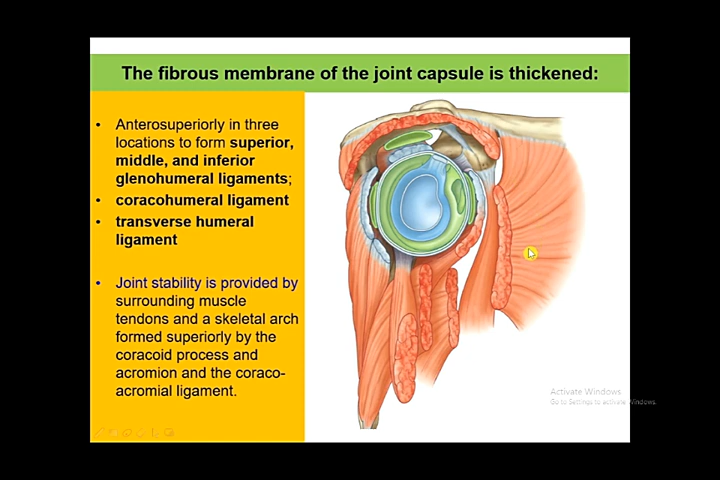 The fibrous membrane of the joint capsule is thickened:
• Anterosuperiorly in three
locations to form superior,
middle, and inferior
glenohumeral ligaments;
• coracohumeral ligament
• transverse humeral
ligament
• Joint stability is provided by
surrounding muscle
tendons and a skeletal arch
formed superiorly by the
coracoid process and
acromion and the coraco-
acromial ligament.
Activate Windows
Go to Settings to activate Windows.